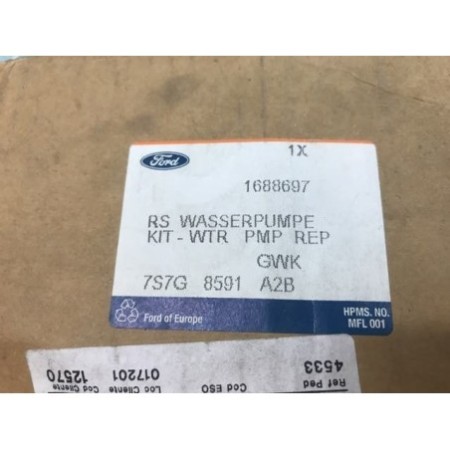 Ford
1X
1688697
RS WASSERPUMPE
KIT-WTR PMP REP
GWK
7S7G 8591 A2B
Ford of Europe
HPMS. NO.
MFL 001
4533
Ref Ped
Cod ESO
017201
Loc Cliente
12570
Cod Cliente